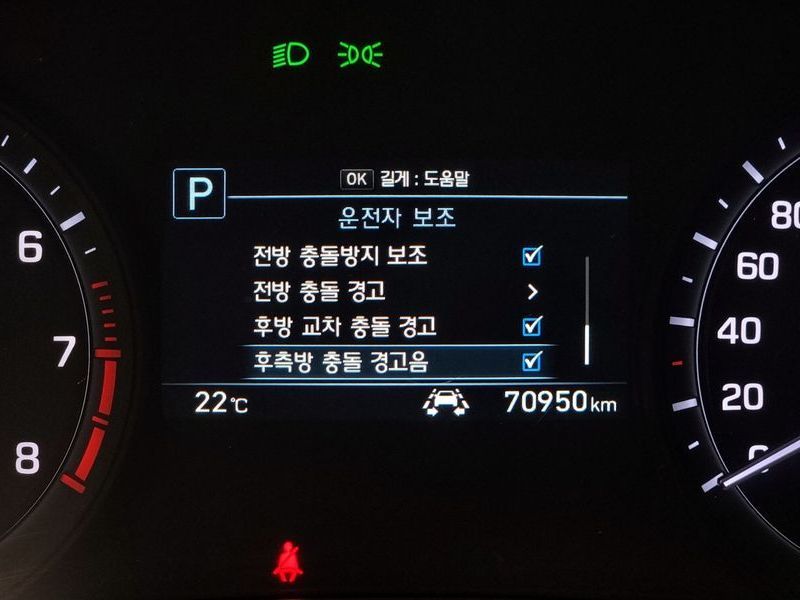 P
OK 길게 : 도움말
운전자 보조
전방 충돌방지 보조
전방 충돌 경고
후방 교차 충돌 경고
후측방 충돌 경고음
22°C
70950km
6
7
8
80
60
40
20
0